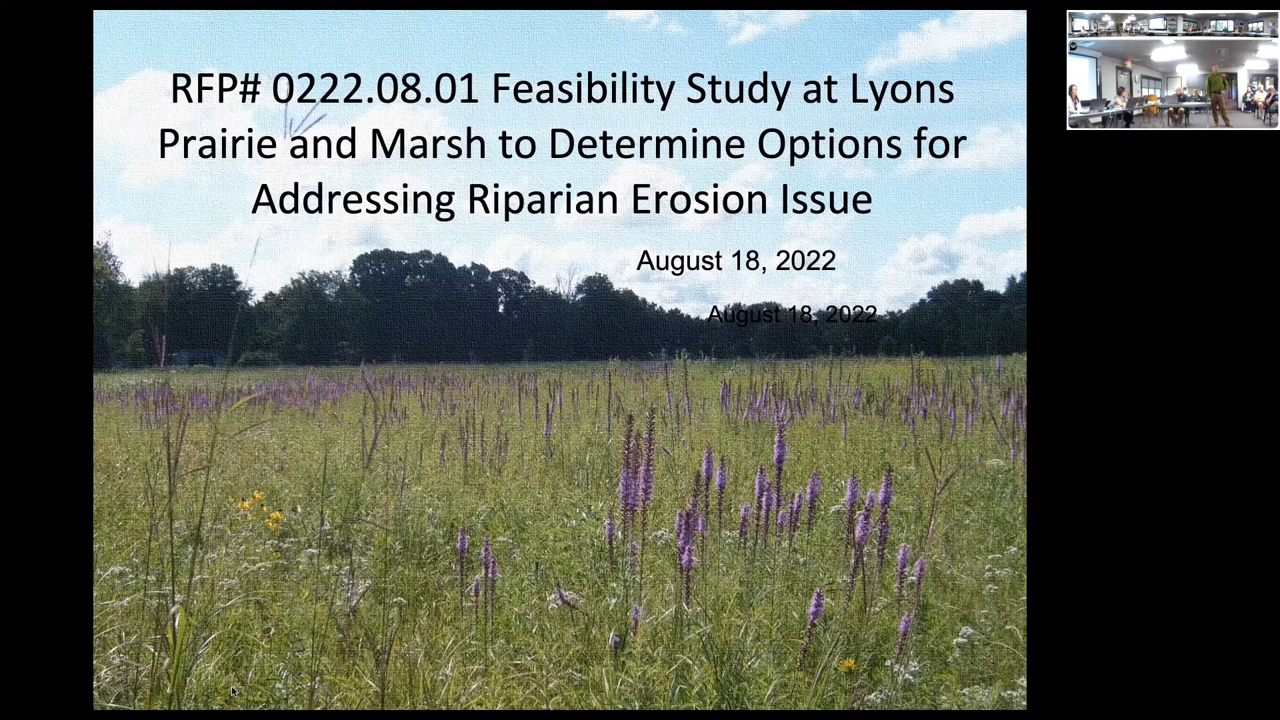 RFP# 0222.08.01 Feasibility Study at Lyons
Prairie and Marsh to Determine Options for
Addressing Riparian Erosion Issue
August 18, 2022
August 18, 2022